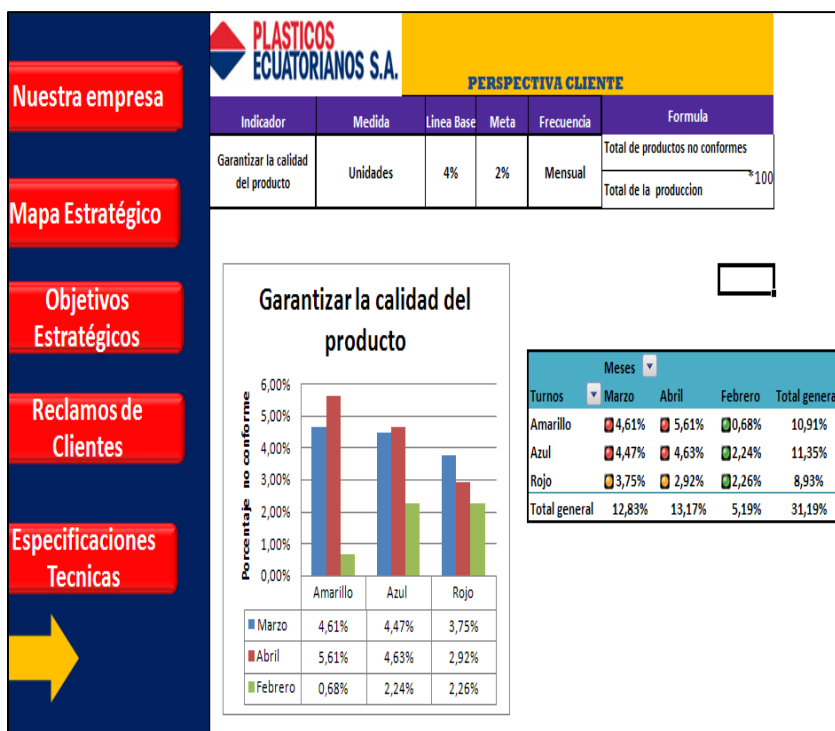 PLASTICOS
ECUATORIANOS S.A.
PERSPECTIVA CLIENTE
Nuestra empresa
Mapa Estratégico
Objetivos
Estratégicos
Reclamos de
Clientes
Especificaciones
Tecnicas
Indicador Medida Linea Base Meta Frecuencia Formula
Garantizar la calidad
del producto
Unidades 4% 2% Mensual
Total de productos no conformes
*100
Total de la produccion
Garantizar la calidad del
producto
Porcentaje no conforme
6,00%
5,00%
4,00%
3,00%
2,00%
1,00%
0,00%
Amarillo Azul Rojo
Marzo 4,61% 4,47% 3,75%
Abril 5,61% 4,63% 2,92%
Febrero 0,68% 2,24% 2,26%
Meses
Turnos Marzo Abril Febrero Total genera
Amarillo 4,61% 5,61% 0,68% 10,91%
Azul 4,47% 4,63% 2,24% 11,35%
Rojo 3,75% 2,92% 2,26% 8,93%
Total general 12,83% 13,17% 5,19% 31,19%